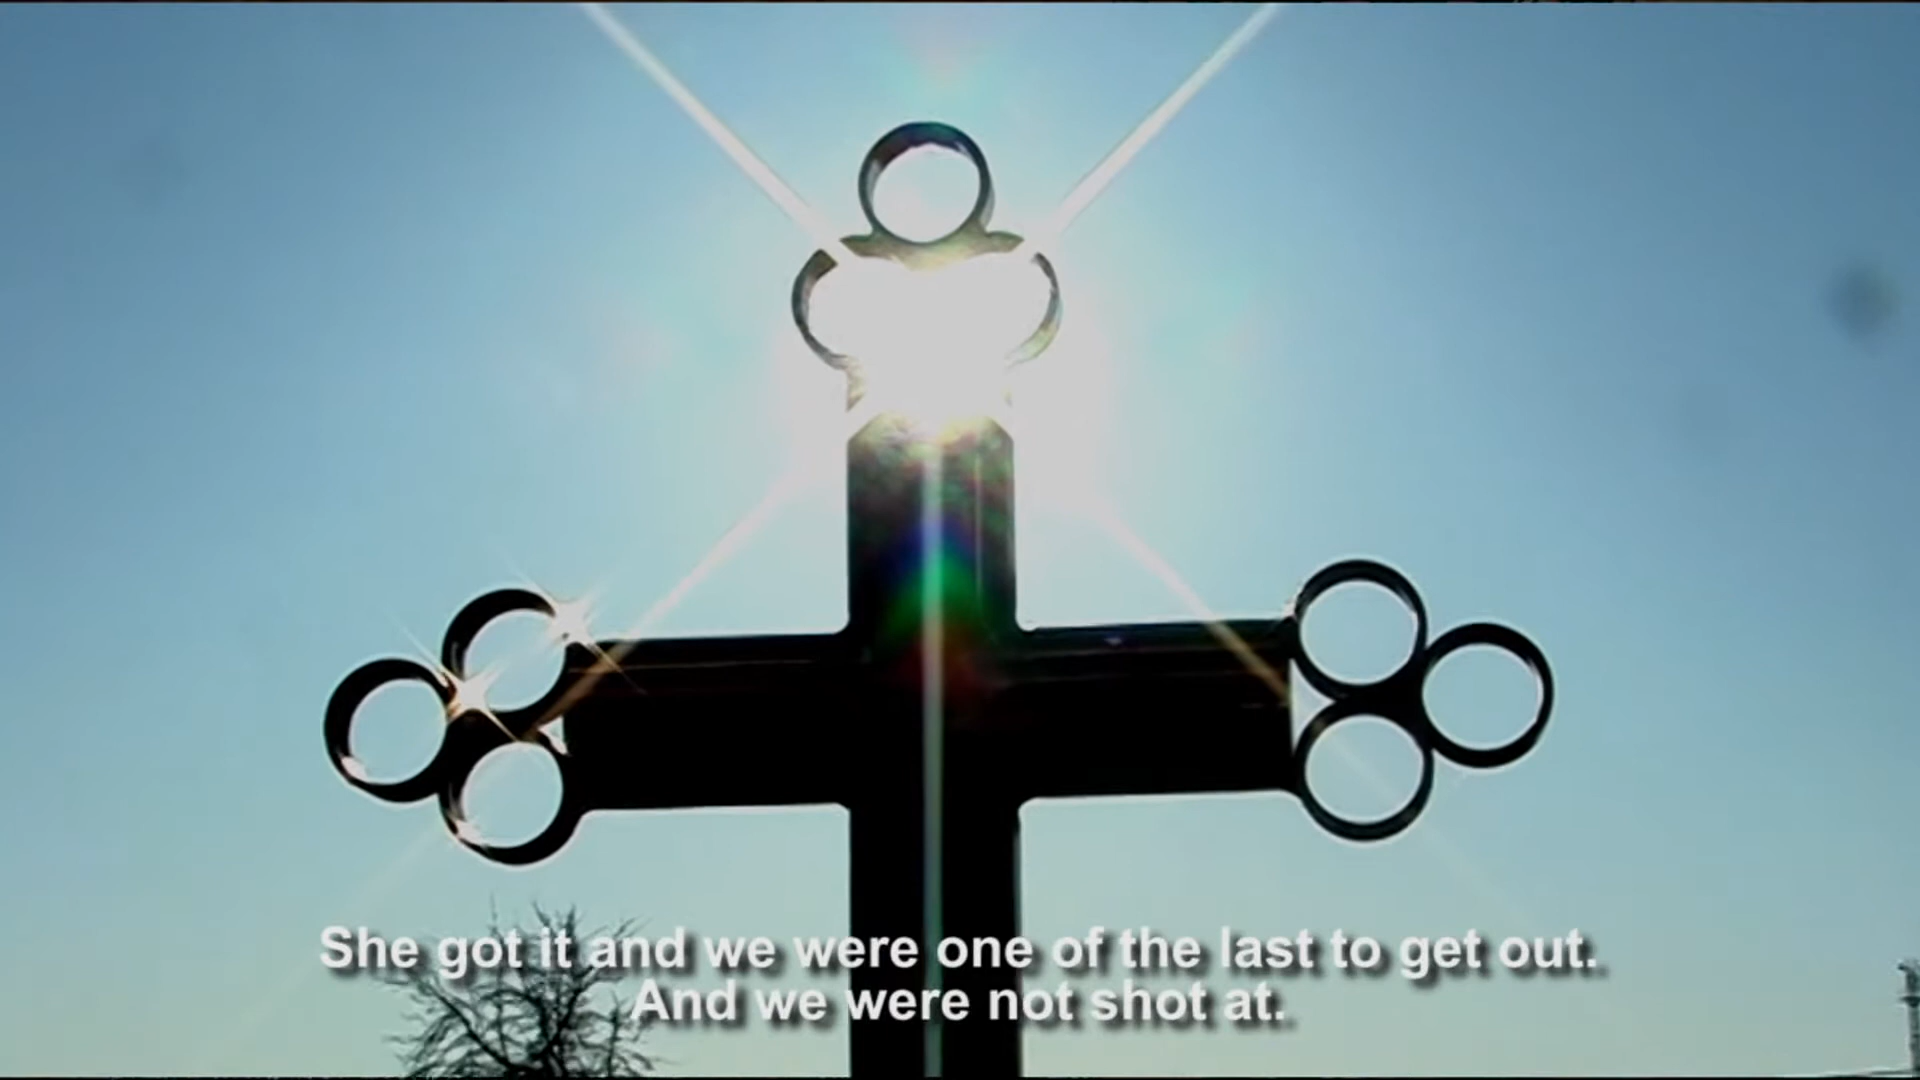 She got it and we were one of the last to get out.
And we were not shot at.